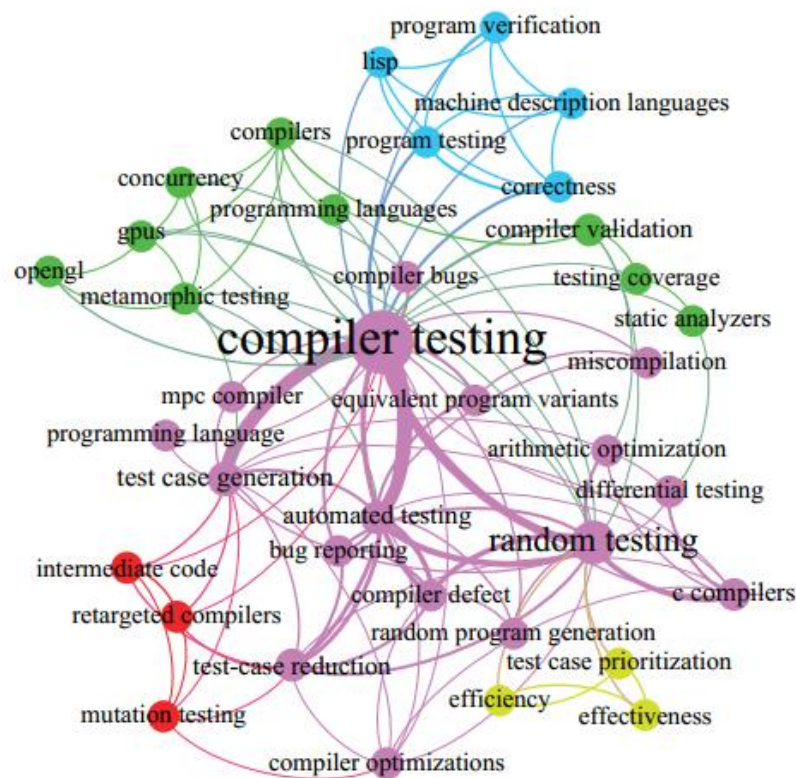 program verification
lisp
machine description languages
compilers
program testing
concurrency
correctness
programming languages
gpus
compiler validation
opengl
compiler bugs
testing coverage
metamorphic testing
static analyzers
compiler testing
miscompilation
mpc compiler
equivalent program variants
programming language
arithmetic optimization
test case generation
differential testing
automated testing
random testing
bug reporting
intermediate code
compiler defect
c compilers
retargeted compilers
random program generation
test-case reduction
test case prioritization
efficiency
mutation testing
effectiveness
compiler optimizations